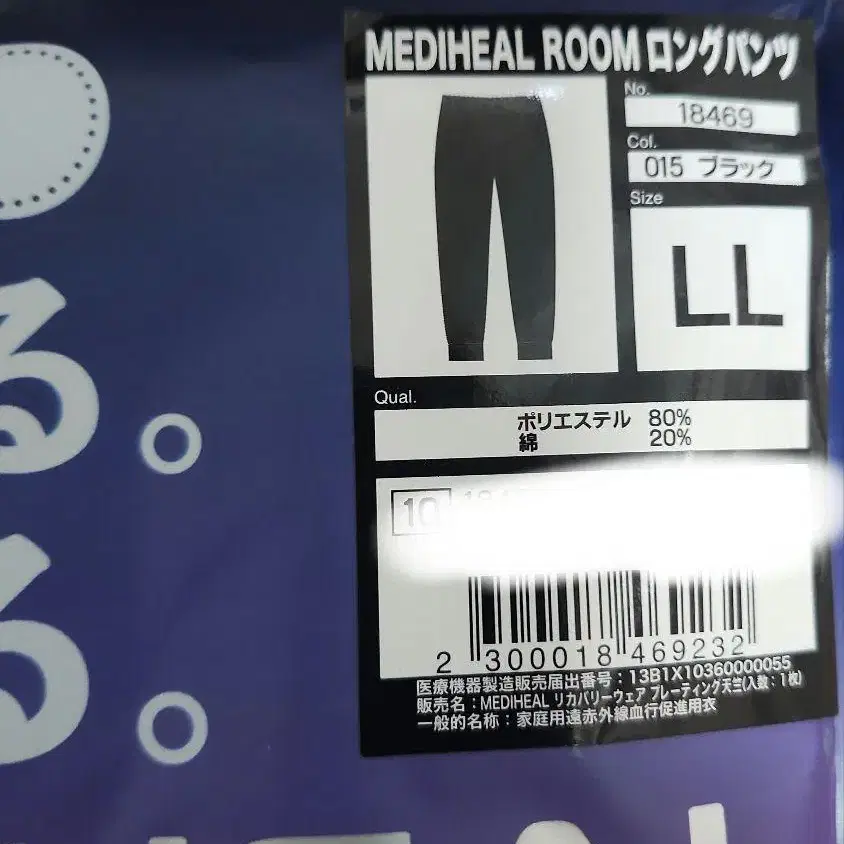 MEDIHEAL ROOM ロングパンツ
No.
18469
Col.
015 ブラック
Size
LL
Qual.
ポリエステル 80%
綿 20%
10
2 300018 469232
医療機器製造販売届出番号：13B1X10360000055
販売名：MEDIHEAL リカバリーウェア プレーティング天竺(入数：1枚)
一般的名称：家庭用遠赤外線血行促進用衣
る。
る。